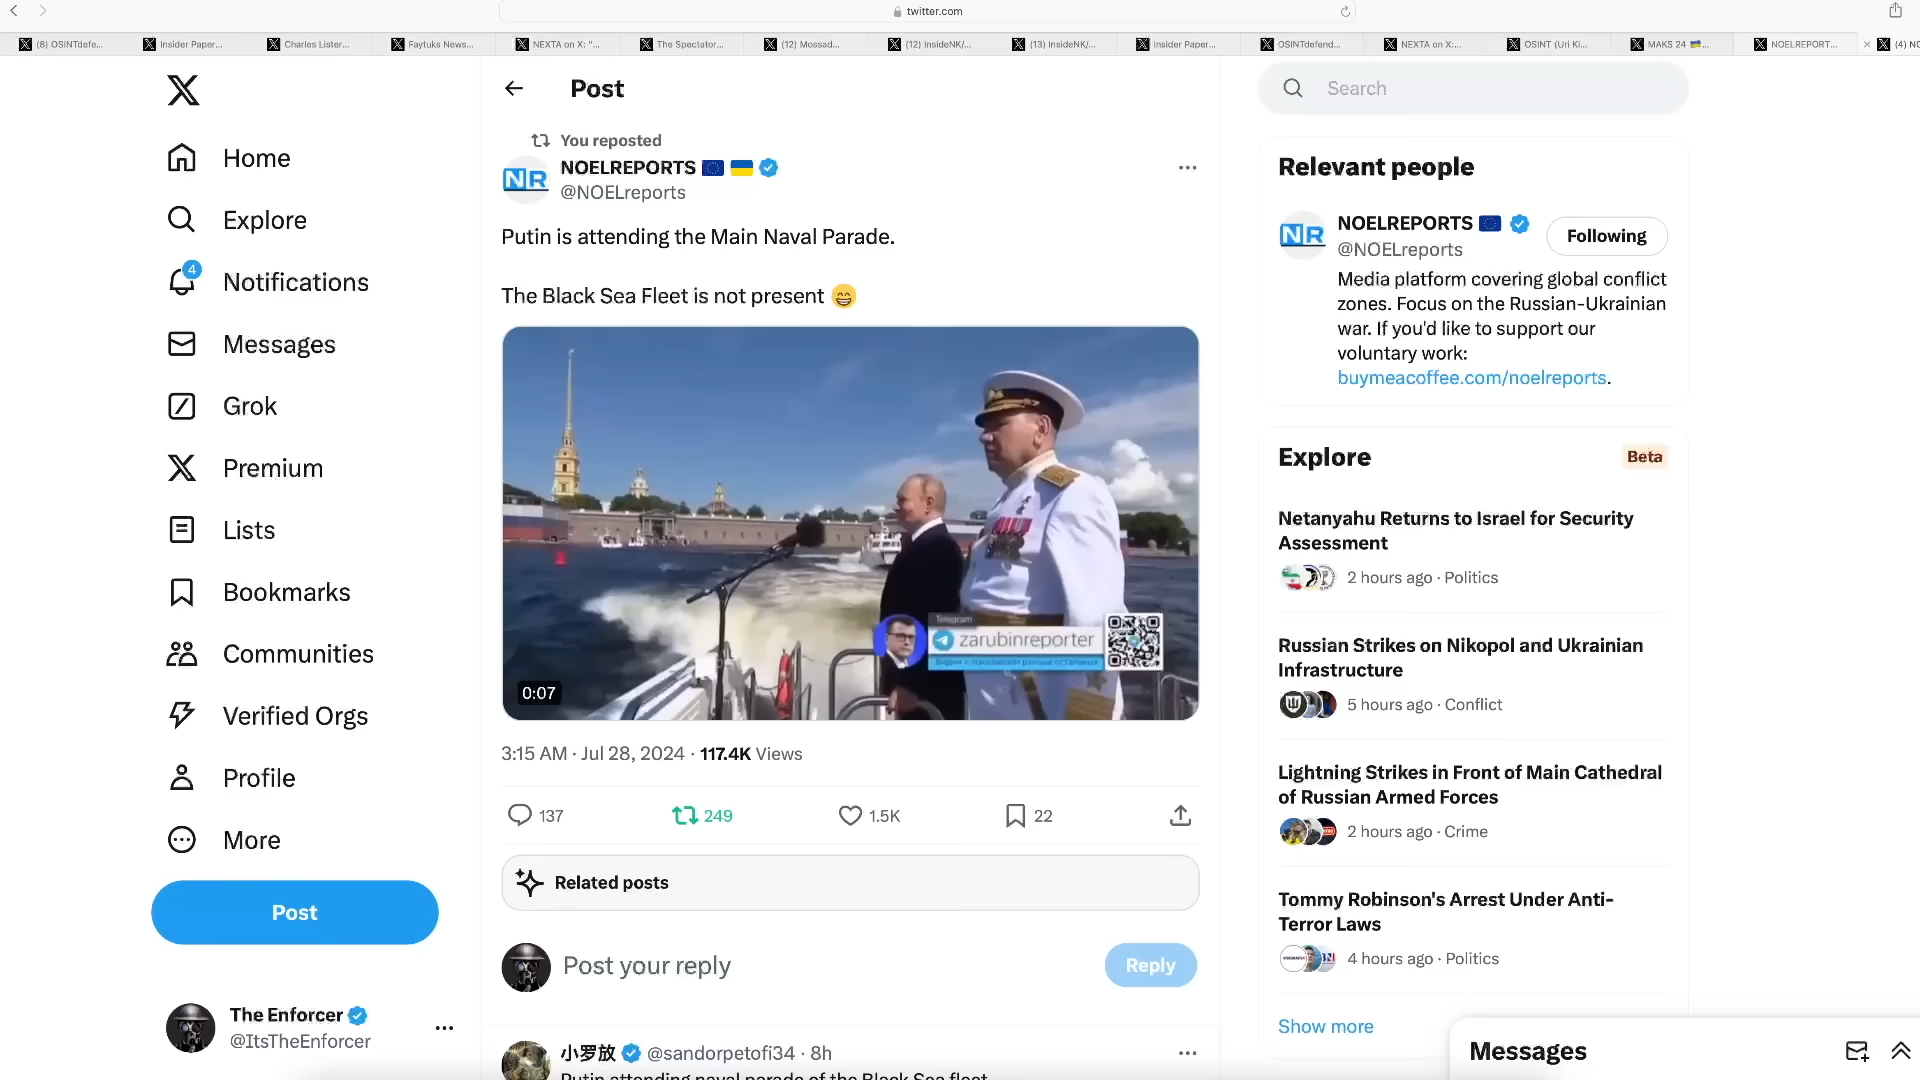 twitter.com
(8) OSINTdefe...
Insider Paper...
Charles Lister...
Faytuks News...
NEXTA on X: "...
The Spectator...
(12) Mossad...
(12) InsideNK/...
(13) InsideNK/...
Insider Paper...
OSINTdefend...
NEXTA on X:...
OSINT (Uri Ki...
MAKS 24 🇺🇦...
NOELREPORT...
(4) NO
Home
Explore
4
Notifications
Messages
Grok
Premium
Lists
Bookmarks
Communities
Verified Orgs
Profile
More
Post
The Enforcer
@ItsTheEnforcer
Post
You reposted
NR
NOELREPORTS 🇪🇺 🇺🇦
@NOELreports
Putin is attending the Main Naval Parade.
The Black Sea Fleet is not present 😁
Telegram
zarubinreporter
Видим и показываем раньше остальных
0:07
3:15 AM · Jul 28, 2024 · 117.4K Views
137
249
1.5K
22
Related posts
Post your reply
Reply
小罗放 @sandorpetofi34 · 8h
Putin attending naval parade of the Black Sea fleet
Search
Relevant people
NR
NOELREPORTS 🇪🇺
@NOELreports
Following
Media platform covering global conflict
zones. Focus on the Russian-Ukrainian
war. If you'd like to support our
voluntary work:
buymeacoffee.com/noelreports.
Explore
Beta
Netanyahu Returns to Israel for Security
Assessment
2 hours ago · Politics
Russian Strikes on Nikopol and Ukrainian
Infrastructure
5 hours ago · Conflict
Lightning Strikes in Front of Main Cathedral
of Russian Armed Forces
2 hours ago · Crime
Tommy Robinson's Arrest Under Anti-
Terror Laws
4 hours ago · Politics
Show more
Messages